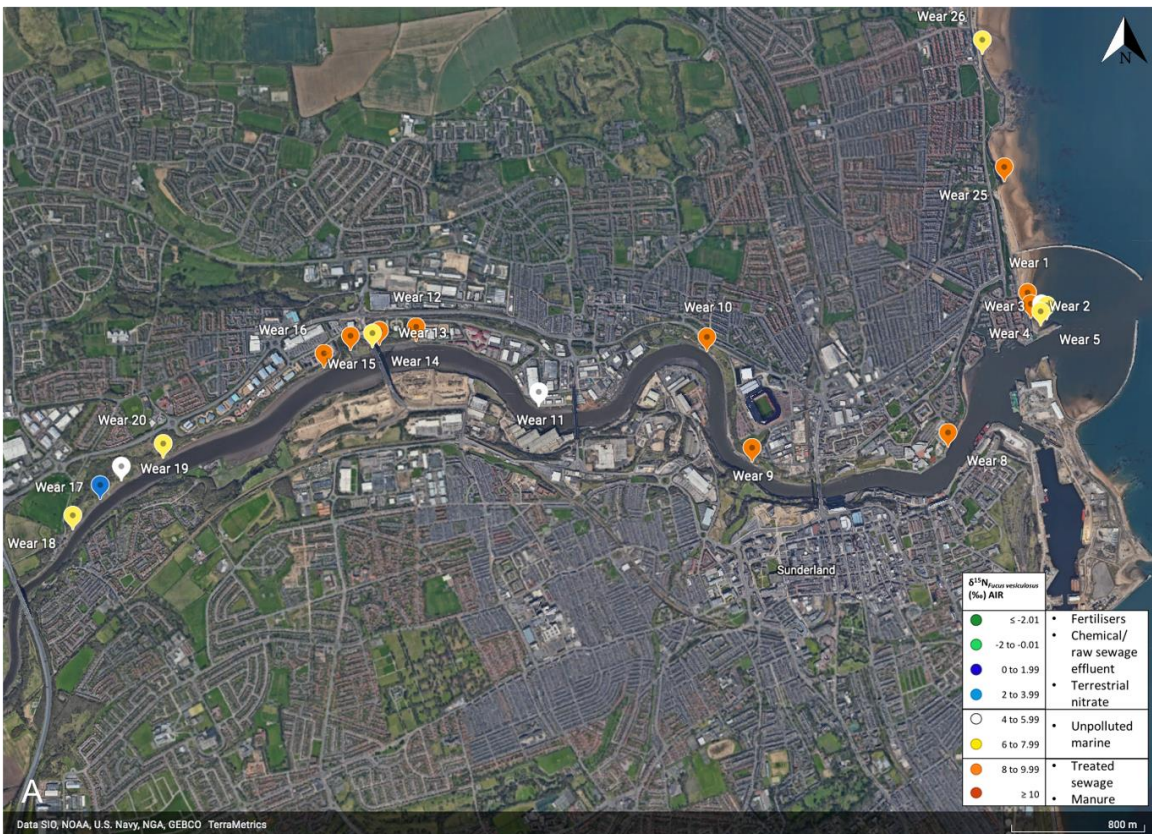 Wear 26
N
Wear 25
Wear 1
Wear 3
Wear 2
Wear 4
Wear 5
Wear 12
Wear 10
Wear 16
Wear 13
Wear 14
Wear 15
Wear 11
Wear 20
Wear 19
Wear 9
Wear 8
Wear 17
Wear 18
Sunderland
δ¹⁵N Fucus vesiculosus
(‰) AIR
≤ -2.01
-2 to -0.01
0 to 1.99
2 to 3.99
• Fertilisers
• Chemical/
raw sewage
effluent
• Terrestrial
nitrate
4 to 5.99
6 to 7.99
• Unpolluted
marine
8 to 9.99
≥ 10
• Treated
sewage
• Manure
A
Data SIO, NOAA, U.S. Navy, NGA, GEBCO TerraMetrics
800 m